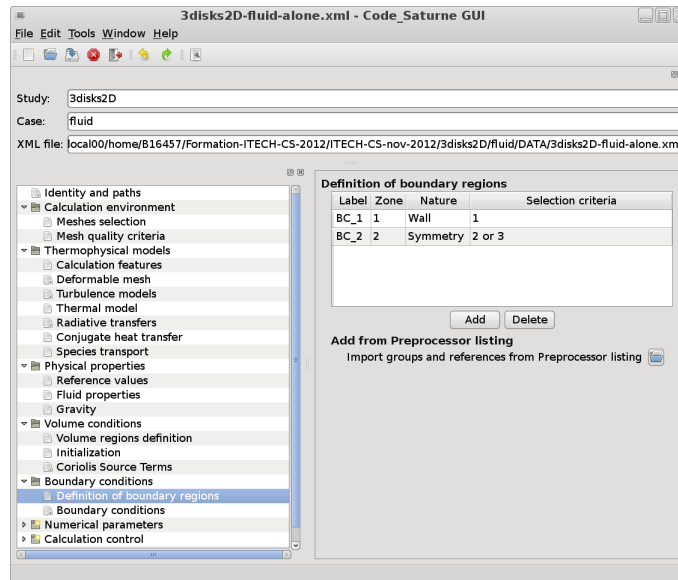 3disks2D-fluid-alone.xml - Code_Saturne GUI
File Edit Tools Window Help
Study: 3disks2D
Case: fluid
XML file: local00/home/B16457/Formation-ITECH-CS-2012/ITECH-CS-nov-2012/3disks2D/fluid/DATA/3disks2D-fluid-alone.xm
Identity and paths
Calculation environment
Meshes selection
Mesh quality criteria
Thermophysical models
Calculation features
Deformable mesh
Turbulence models
Thermal model
Radiative transfers
Conjugate heat transfer
Species transport
Physical properties
Reference values
Fluid properties
Gravity
Volume conditions
Volume regions definition
Initialization
Coriolis Source Terms
Boundary conditions
Definition of boundary regions
Boundary conditions
Numerical parameters
Calculation control
Definition of boundary regions
Label Zone Nature Selection criteria
BC_1 1 Wall 1
BC_2 2 Symmetry 2 or 3
Add Delete
Add from Preprocessor listing
Import groups and references from Preprocessor listing